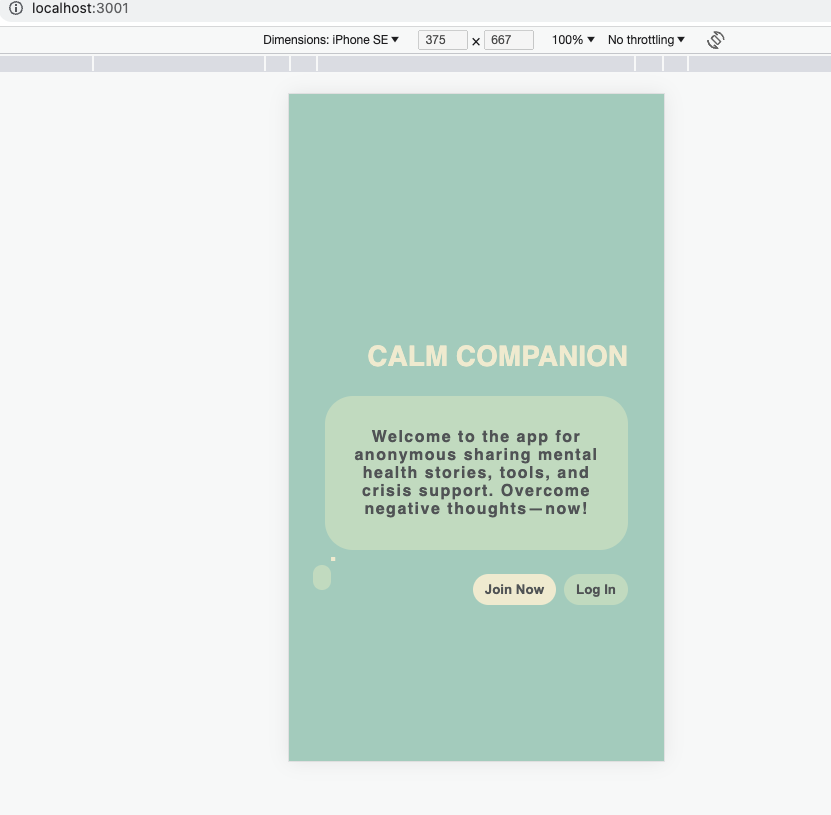 localhost:3001
Dimensions: iPhone SE 375 × 667 100% No throttling
CALM COMPANION
Welcome to the app for
anonymous sharing mental
health stories, tools, and
crisis support. Overcome
negative thoughts—now!
Join Now Log In